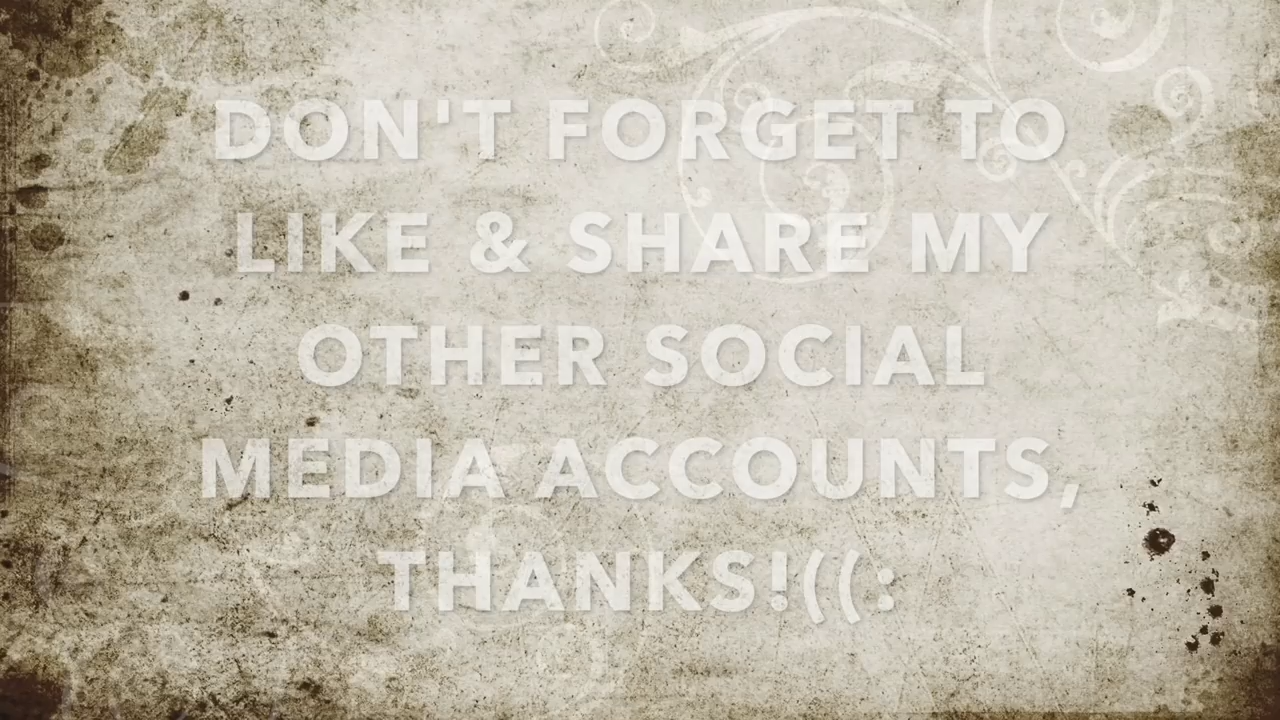 DON'T FORGET TO
LIKE & SHARE MY
OTHER SOCIAL
MEDIA ACCOUNTS,
THANKS!((: